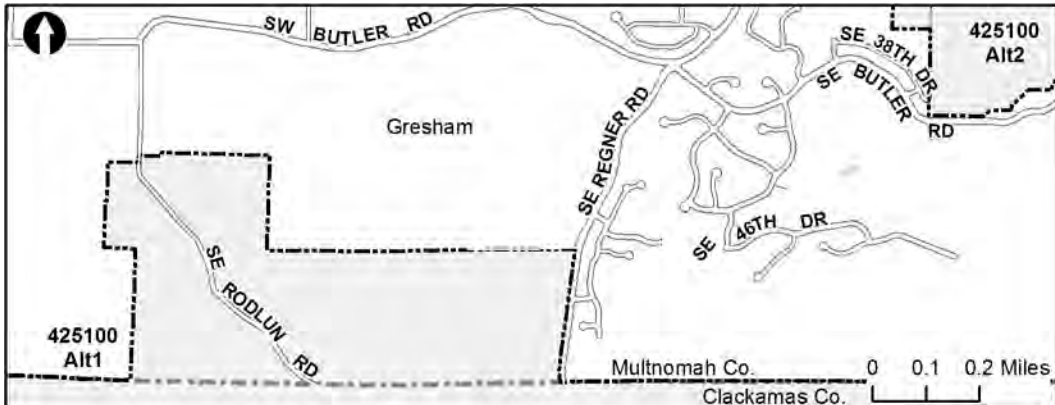 SW BUTLER RD
SE 38TH DR
425100
Alt2
SE BUTLER RD
Gresham
SE REGNER RD
SE 46TH DR
SE RODLUN RD
425100
Alt1
Multnomah Co.
0 0.1 0.2 Miles
Clackamas Co.